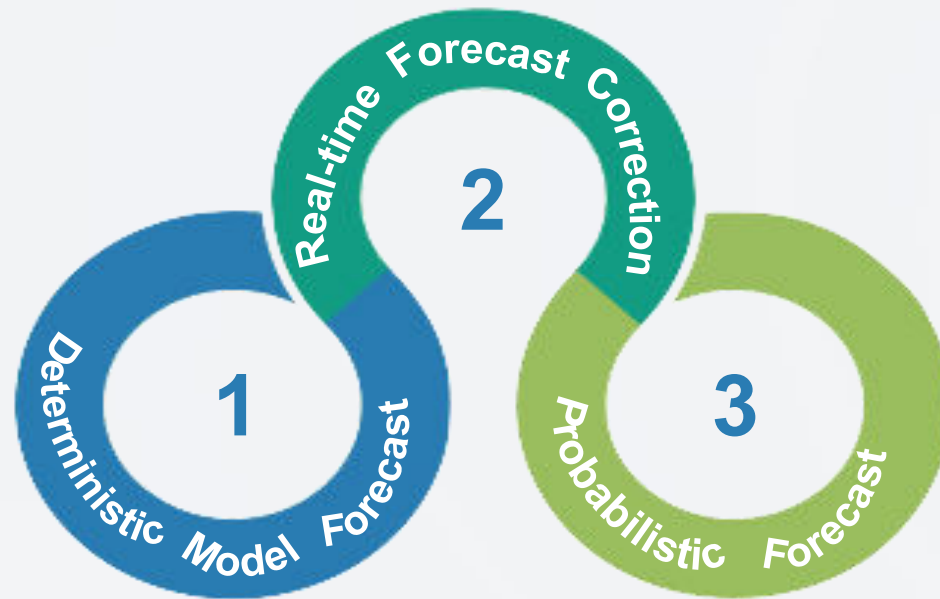 1
Deterministic Model Forecast
2
Real-time Forecast Correction
3
Probabilistic Forecast